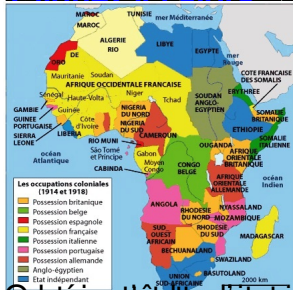 MAROC
MAROC
TUNISIE
mer Méditerranée
ALGERIE
RIO
DE
ORO
LIBYE
EGYPTE
mer
Rouge
Mauritanie
Soudan
AFRIQUE OCCIDENTALE FRANCAISE
COTE FRANCAISE
DES SOMALIS
ERYTHREE
Sénégal
Haute-Volta
Niger
Tchad
SOUDAN
ANGLO-
EGYPTIEN
SOMALIE
BRITANIQUE
GAMBIE
GUINEE
PORTUGAISE
Guinée
Côte
d'Ivoire
NIGERIA
DU NORD
NIGERIA
DU SUD
ETHIOPIE
SIERRA
LEONE
LIBERIA
CAMEROUN
SOMALIE
ITALIENNE
RIO MUNI
OUGANDA
AFRIQUE
ORIENTALE
BRITANIQUE
São Tomé
et Principe
Gabon
Moyen
Congo
CONGO
BELGE
océan
Atlantique
CABINDA
AFRIQUE
ORIENTALE
ALLEMANDE
océan
Indien
Les occupations coloniales
(1914 et 1918)
Possession britanique
Possession belge
Possession espagnole
Possession française
Possession italienne
Possession portugaise
Possession allemande
Anglo-égyptien
Etat indépendant
ANGOLA
NYASSALAND
RHODESIE
DU NORD
MOZAMBIQUE
SUD
OUEST
AFRICAIN
RHODESIE
DU SUD
MADAGASCAR
BECHUANALAND
SWAZILAND
UNION
BASUTOLAND
2000 km